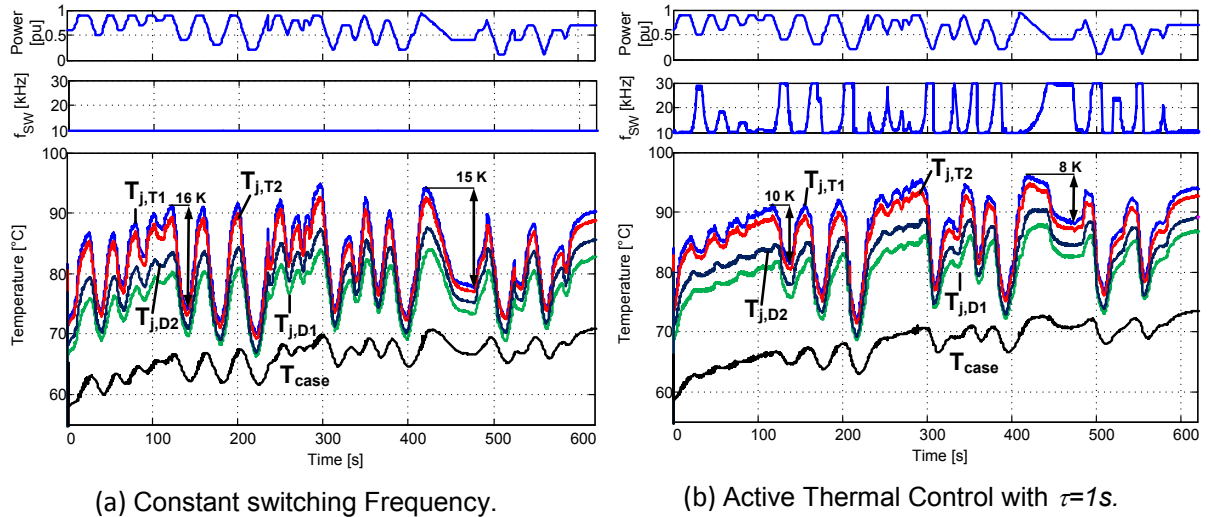 Power
[pu]
1
0.5
0
f_SW [kHz]
30
20
10
Temperature [°C]
100
90
80
70
60
T_j,T1
16 K
T_j,T2
15 K
T_j,D2
T_j,D1
T_case
0 100 200 300 400 500 600
Time [s]
(a) Constant switching Frequency.
Power
[pu]
1
0.5
0
f_SW [kHz]
30
20
10
Temperature [°C]
100
90
80
70
60
10 K
T_j,T1
T_j,T2
8 K
T_j,D2
T_j,D1
T_case
0 100 200 300 400 500 600
Time [s]
(b) Active Thermal Control with τ=1s.